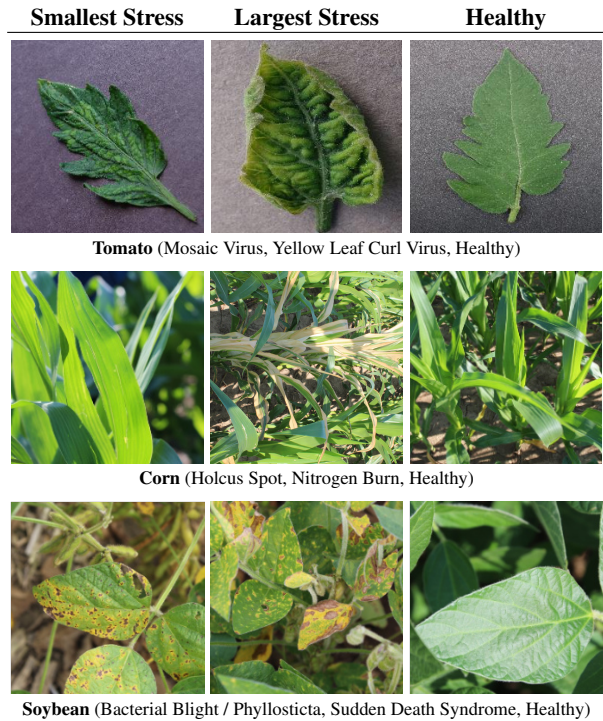 Smallest Stress Largest Stress Healthy
Tomato (Mosaic Virus, Yellow Leaf Curl Virus, Healthy)
Corn (Holcus Spot, Nitrogen Burn, Healthy)
Soybean (Bacterial Blight / Phyllosticta, Sudden Death Syndrome, Healthy)